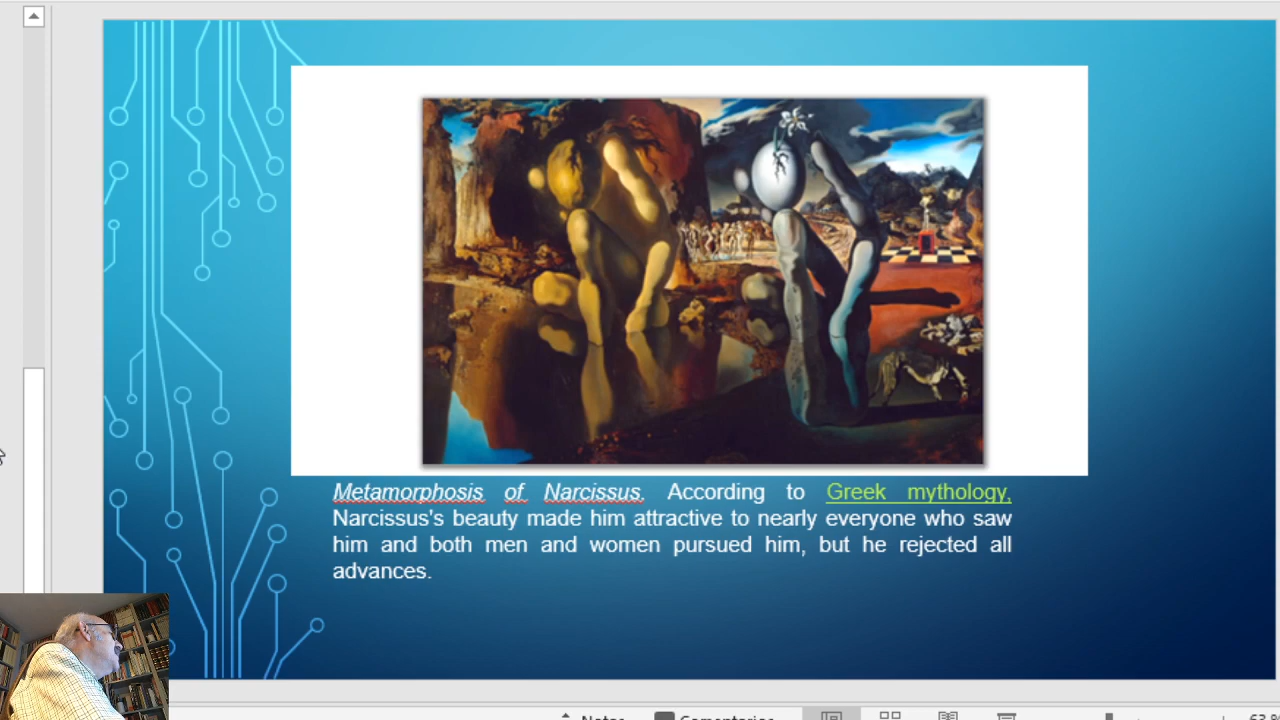 Metamorphosis of Narcissus. According to Greek mythology,
Narcissus's beauty made him attractive to nearly everyone who saw
him and both men and women pursued him, but he rejected all
advances.